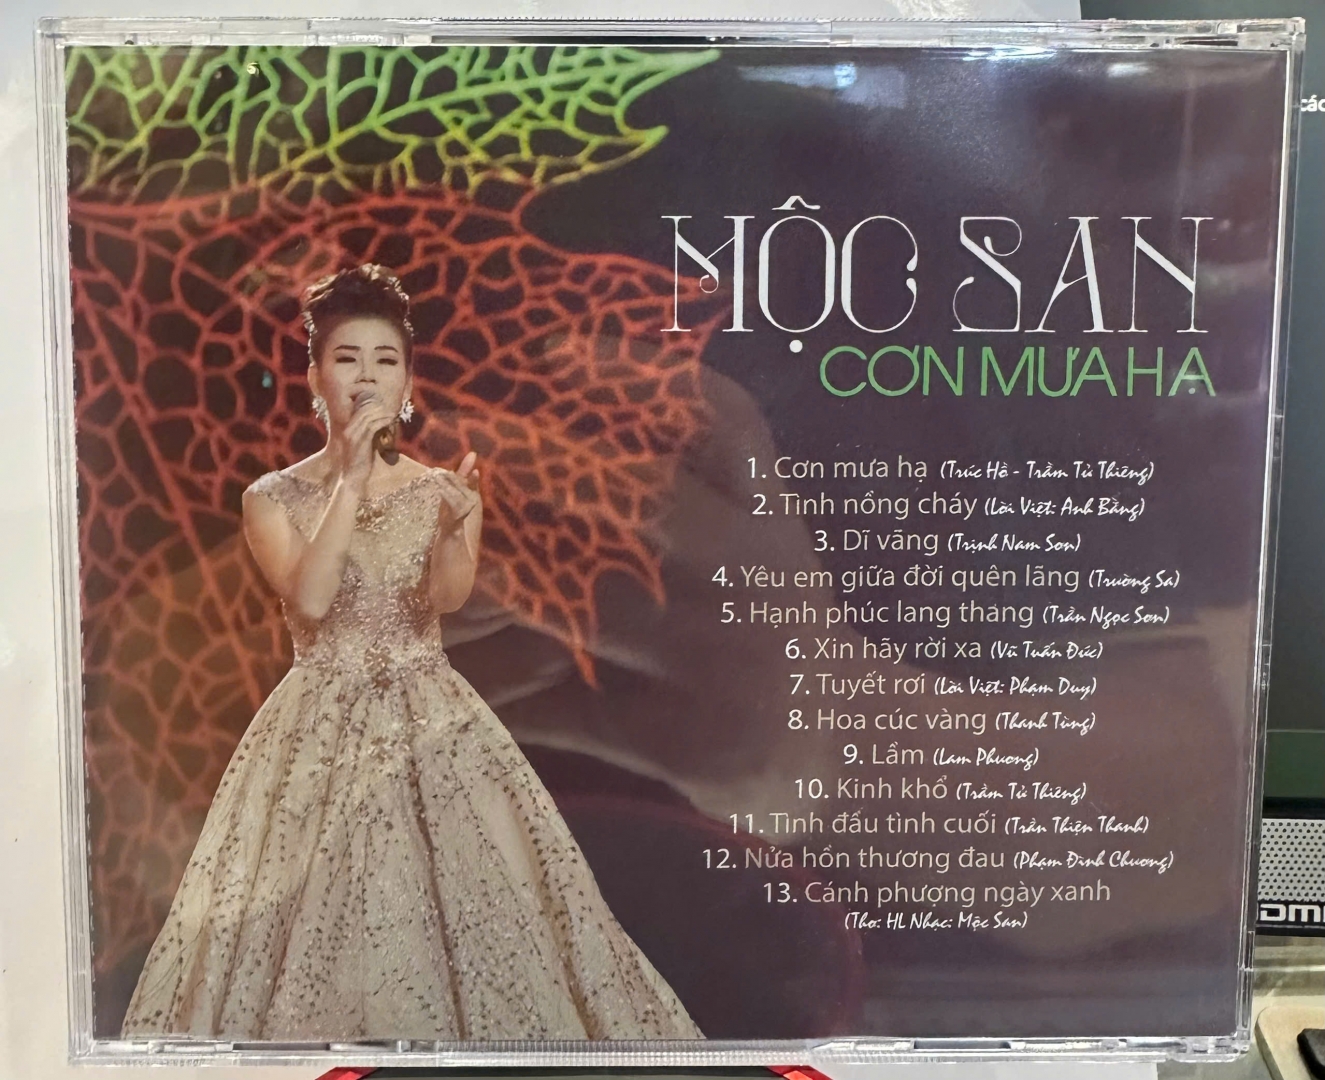 MỘC SAN
CƠN MƯA HẠ
1. Cơn mưa hạ (Trúc Hồ - Trầm Tử Thiêng)
2. Tình nồng cháy (Lời Việt: Anh Bằng)
3. Dĩ vãng (Trịnh Nam Sơn)
4. Yêu em giữa đời quên lãng (Trường Sa)
5. Hạnh phúc lang thang (Trần Ngọc Sơn)
6. Xin hãy rời xa (Vũ Tuấn Đức)
7. Tuyết rơi (Lời Việt: Phạm Duy)
8. Hoa cúc vàng (Thanh Tùng)
9. Lầm (Lam Phương)
10. Kinh khổ (Trầm Tử Thiêng)
11. Tình đầu tình cuối (Trần Thiện Thanh)
12. Nửa hồn thương đau (Phạm Đình Chương)
13. Cánh phượng ngày xanh
(Thơ: HL Nhạc: Mộc San)